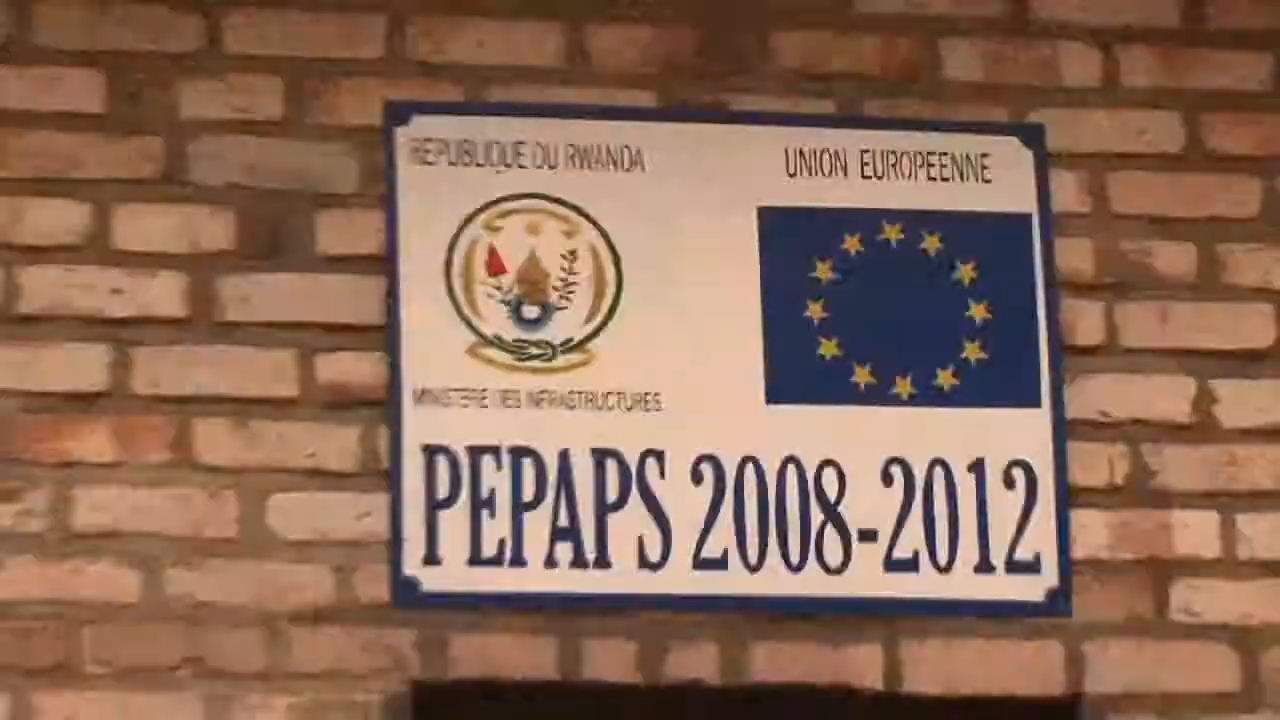 REPUBLIQUE DU RWANDA
UNION EUROPEENNE
MINISTERE DES INFRASTRUCTURES
PEPAPS 2008-2012